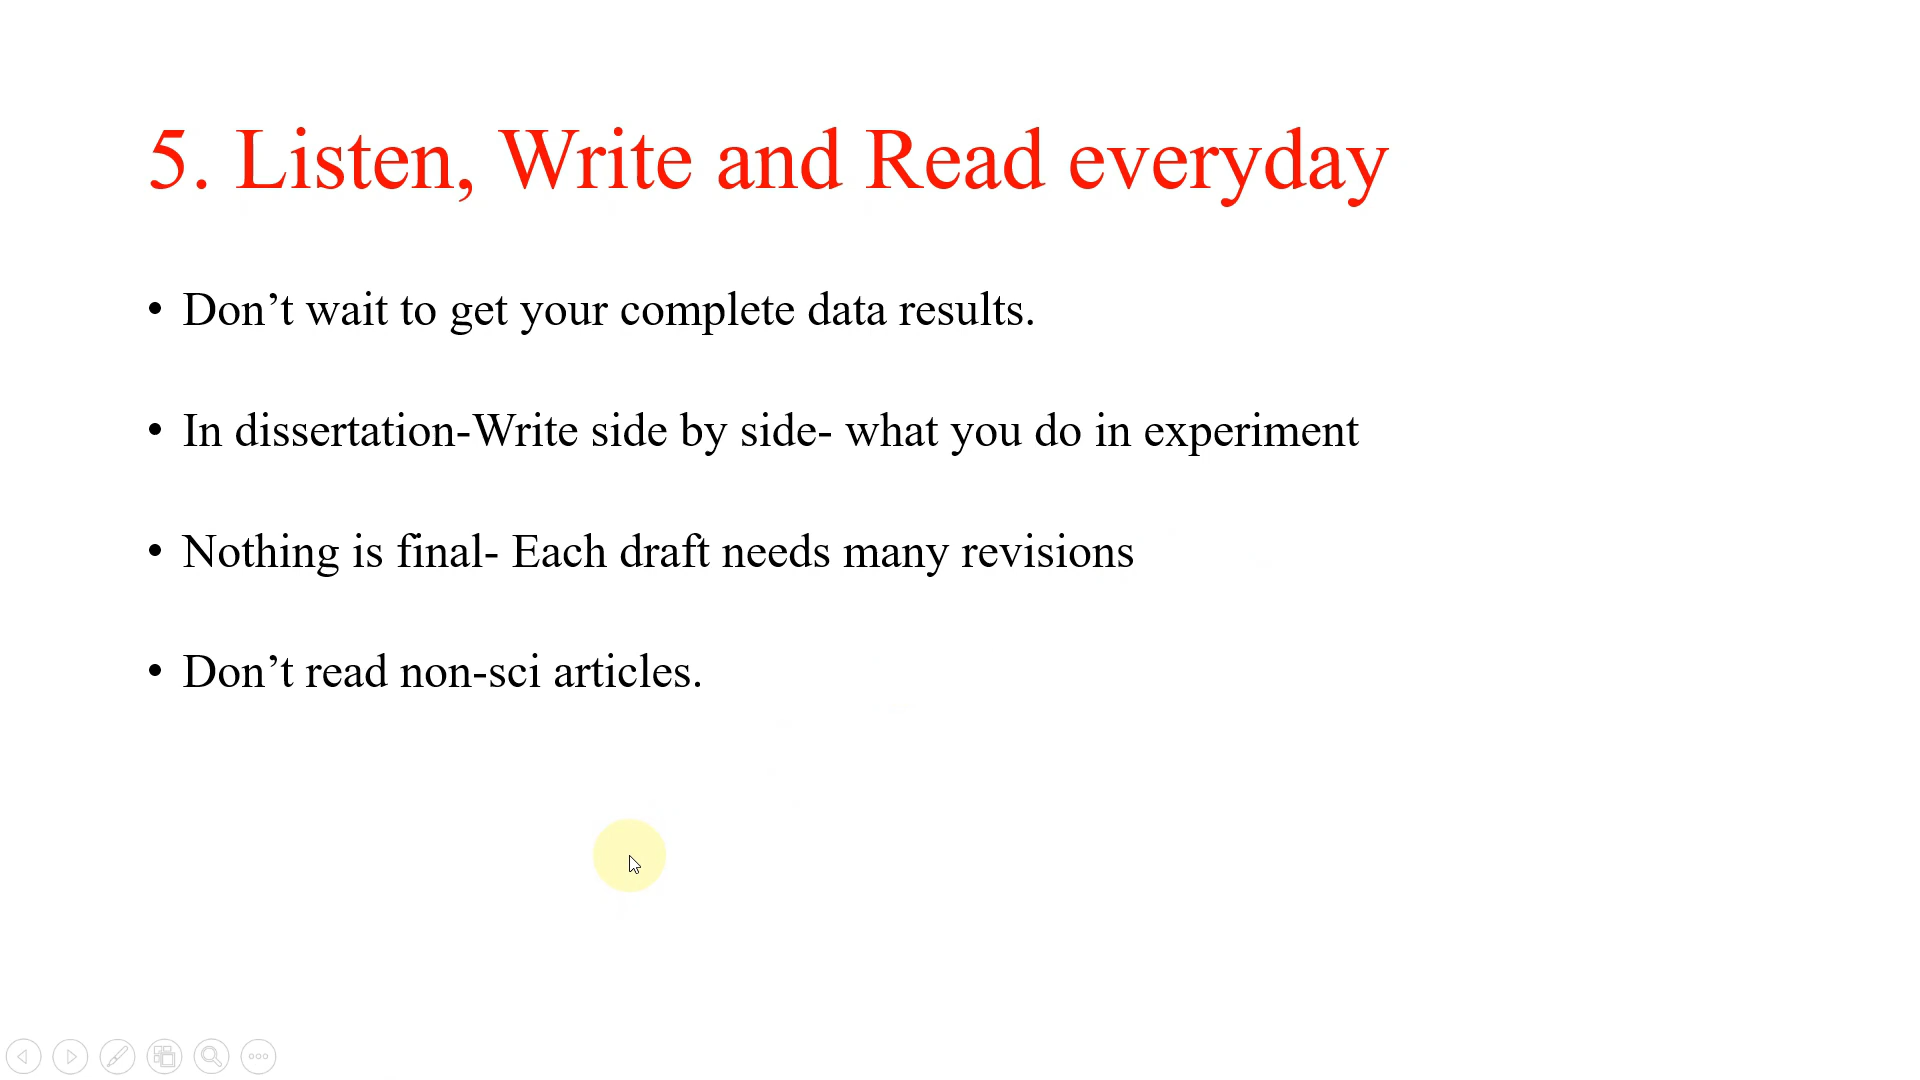 5. Listen, Write and Read everyday
• Don’t wait to get your complete data results.
• In dissertation-Write side by side- what you do in experiment
• Nothing is final- Each draft needs many revisions
• Don’t read non-sci articles.